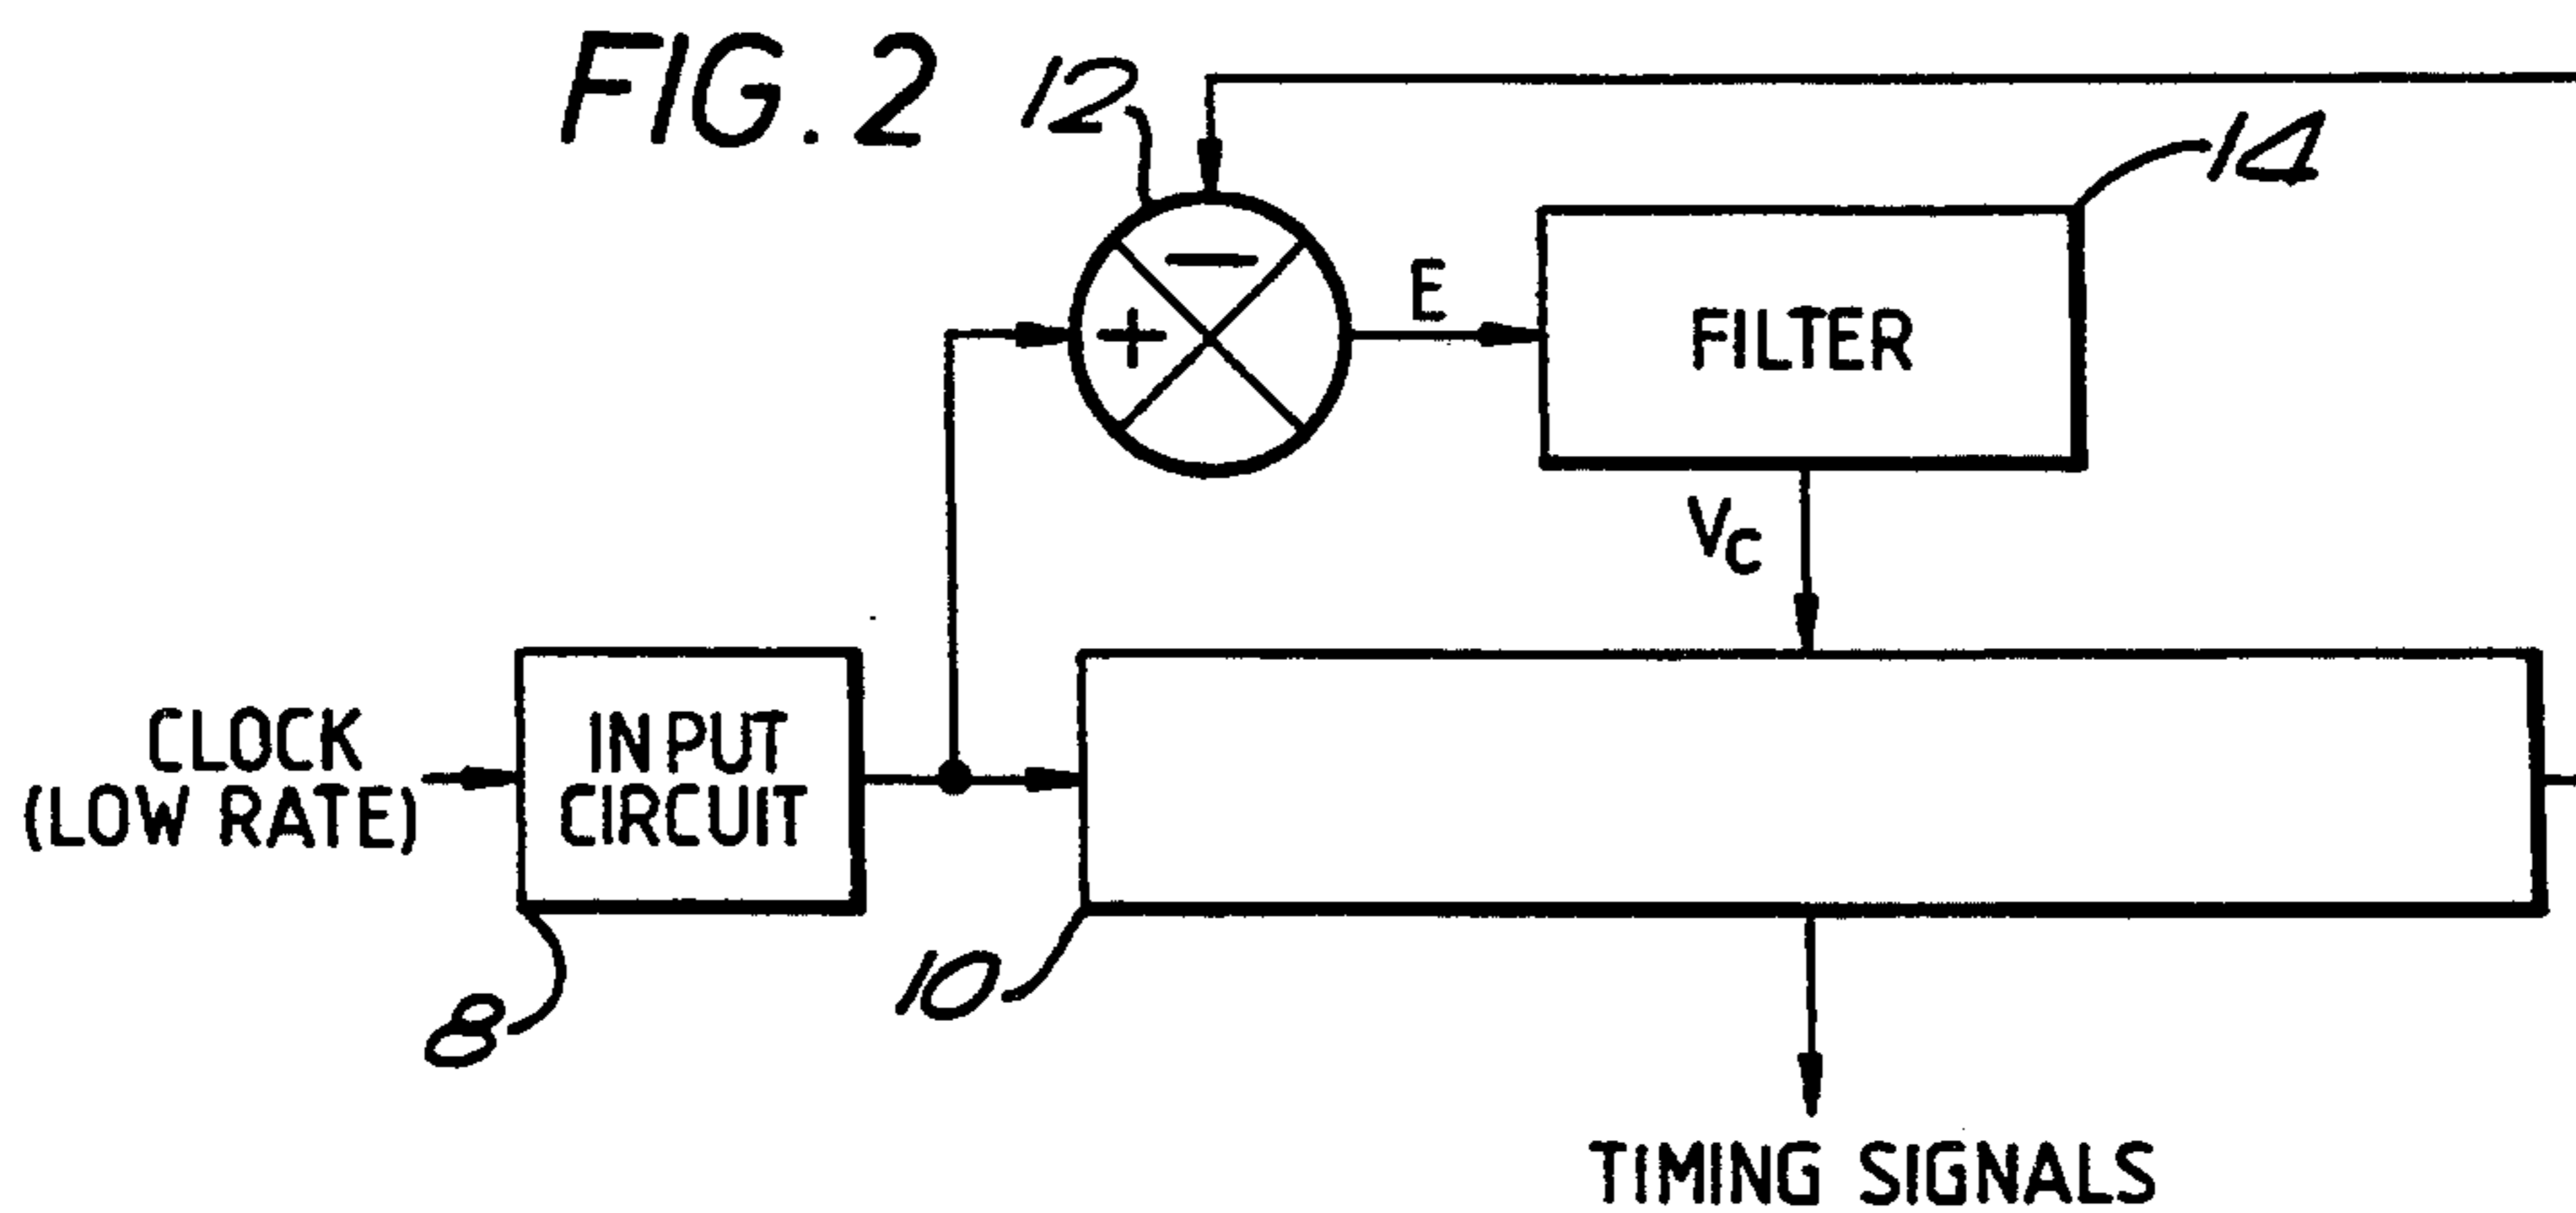 FIG. 2
12
14
E
FILTER
+
−
VC
CLOCK
(LOW RATE)
INPUT
CIRCUIT
10
8
TIMING SIGNALS